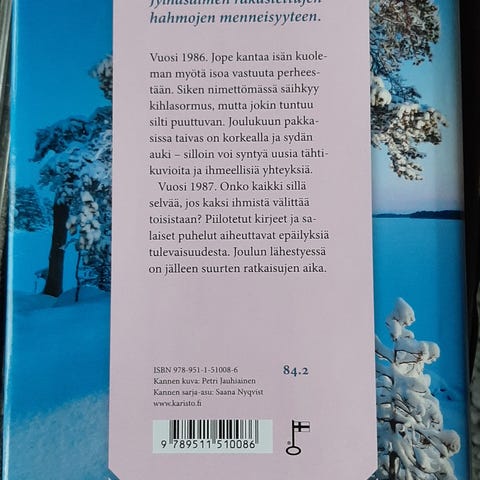 Jylhäsalmen rakastettujen
hahmojen menneisyyteen.
Vuosi 1986. Jope kantaa isän kuole-
man myötä isoa vastuuta perhees-
tään. Siken nimettömässä säihkyy
kihlasormus, mutta jokin tuntuu
silti puuttuvan. Joulukuun pakka-
sissa taivas on korkealla ja sydän
auki – silloin voi syntyä uusia tähti-
kuvioita ja ihmeellisiä yhteyksiä.
Vuosi 1987. Onko kaikki sillä
selvää, jos kaksi ihmistä välittää
toisistaan? Piilotetut kirjeet ja sa-
laiset puhelut aiheuttavat epäilyksiä
tulevaisuudesta. Joulun lähestyessä
on jälleen suurten ratkaisujen aika.
ISBN 978-951-1-51008-6
84.2
Kannen kuva: Petri Jauhiainen
Kannen sarja-asu: Saana Nyqvist
www.karisto.fi
9 789511 510086